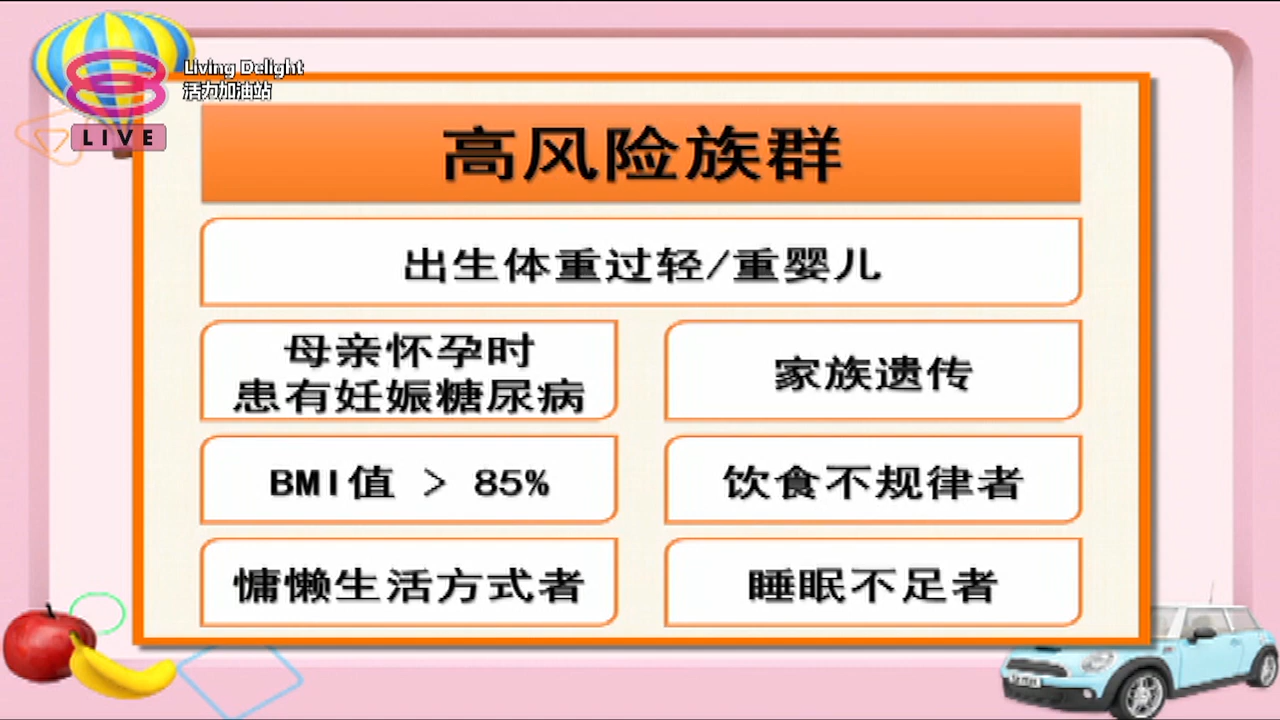 Living Delight
活力加油站
LIVE
高风险族群
出生体重过轻/重婴儿
母亲怀孕时
患有妊娠糖尿病
家族遗传
BMI值 > 85%
饮食不规律者
慵懒生活方式者
睡眠不足者